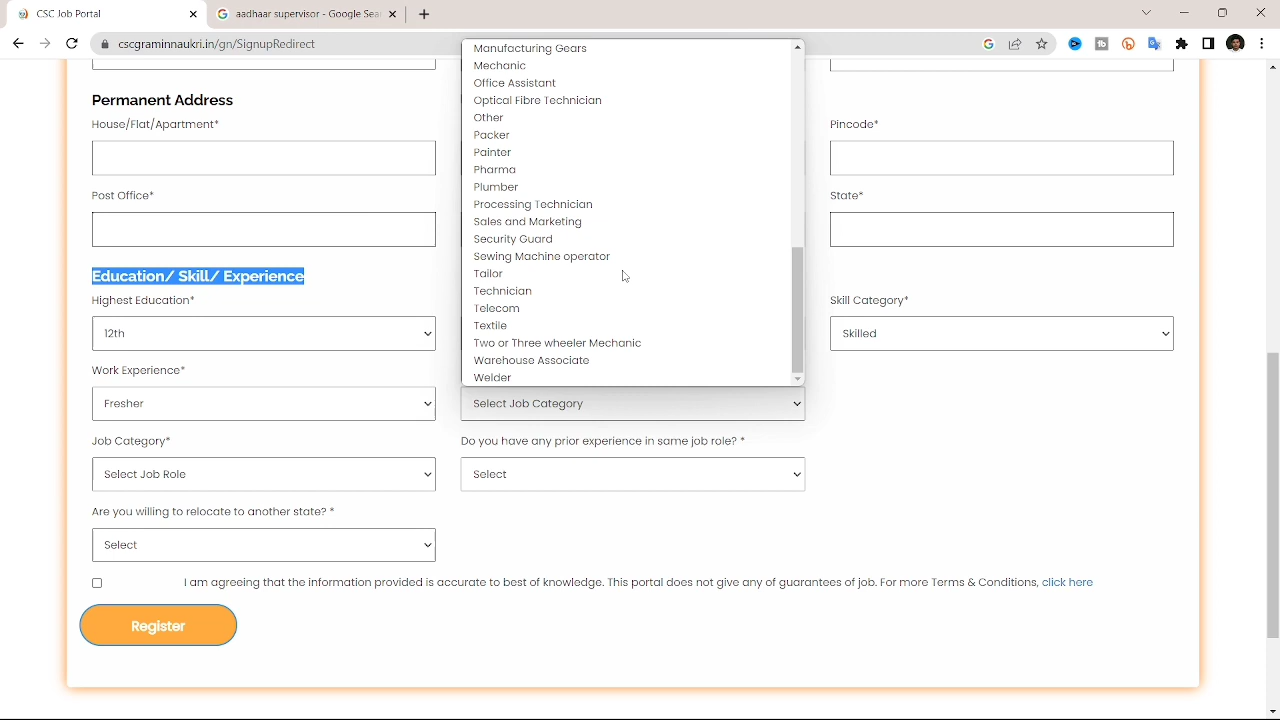 CSC Job Portal
aadhaar supervisor - Google Sea
cscgraminnaukri.in/gn/SignupRedirect
Permanent Address
House/Flat/Apartment*
Pincode*
Post Office*
State*
Education/ Skill/ Experience
Highest Education*
Skill Category*
12th
Skilled
Work Experience*
Fresher
Select Job Category
Job Category*
Do you have any prior experience in same job role? *
Select Job Role
Select
Are you willing to relocate to another state? *
Select
I am agreeing that the information provided is accurate to best of knowledge. This portal does not give any of guarantees of job. For more Terms & Conditions, click here
Register
Manufacturing Gears
Mechanic
Office Assistant
Optical Fibre Technician
Other
Packer
Painter
Pharma
Plumber
Processing Technician
Sales and Marketing
Security Guard
Sewing Machine operator
Tailor
Technician
Telecom
Textile
Two or Three wheeler Mechanic
Warehouse Associate
Welder